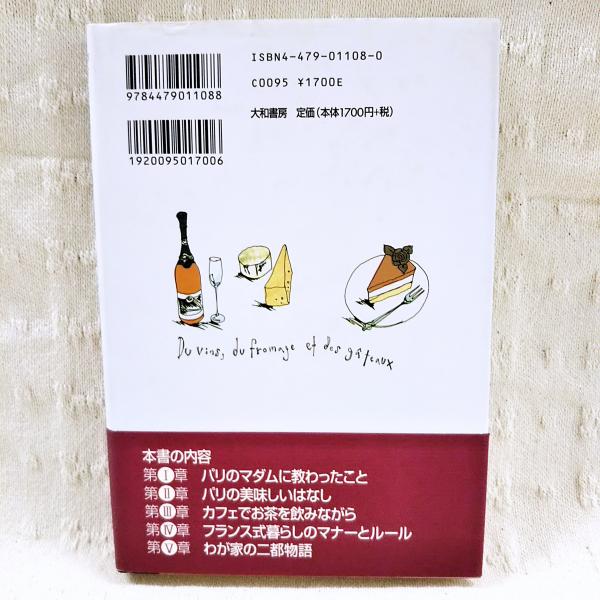 ISBN4-479-01108-0
9784479011088
C0095 ¥1700E
大和書房 定価(本体1700円+税)
1920095017006
Du vins, du fromage et des gâteaux
本書の内容
第Ⅰ章 パリのマダムに教わったこと
第Ⅱ章 パリの美味しいはなし
第Ⅲ章 カフェでお茶を飲みながら
第Ⅳ章 フランス式暮らしのマナーとルール
第Ⅴ章 わが家の二都物語